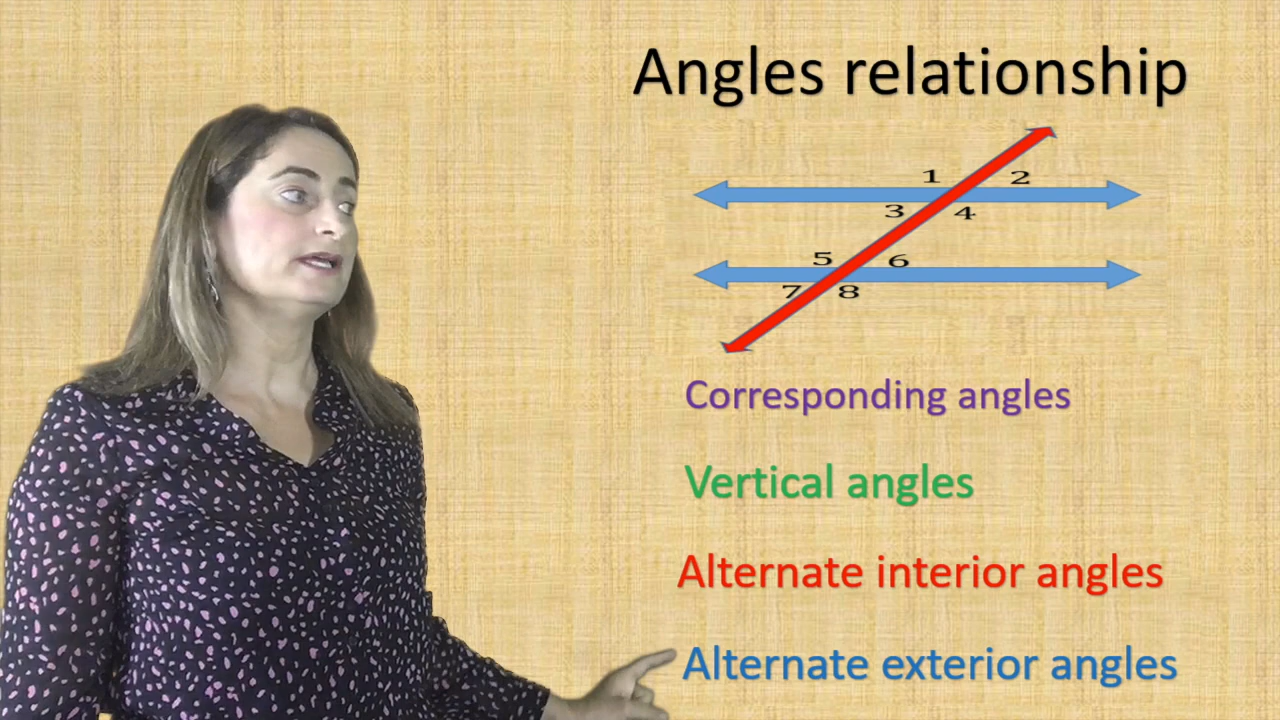 Angles relationship
1 2
3 4
5 6
7 8
Corresponding angles
Vertical angles
Alternate interior angles
Alternate exterior angles